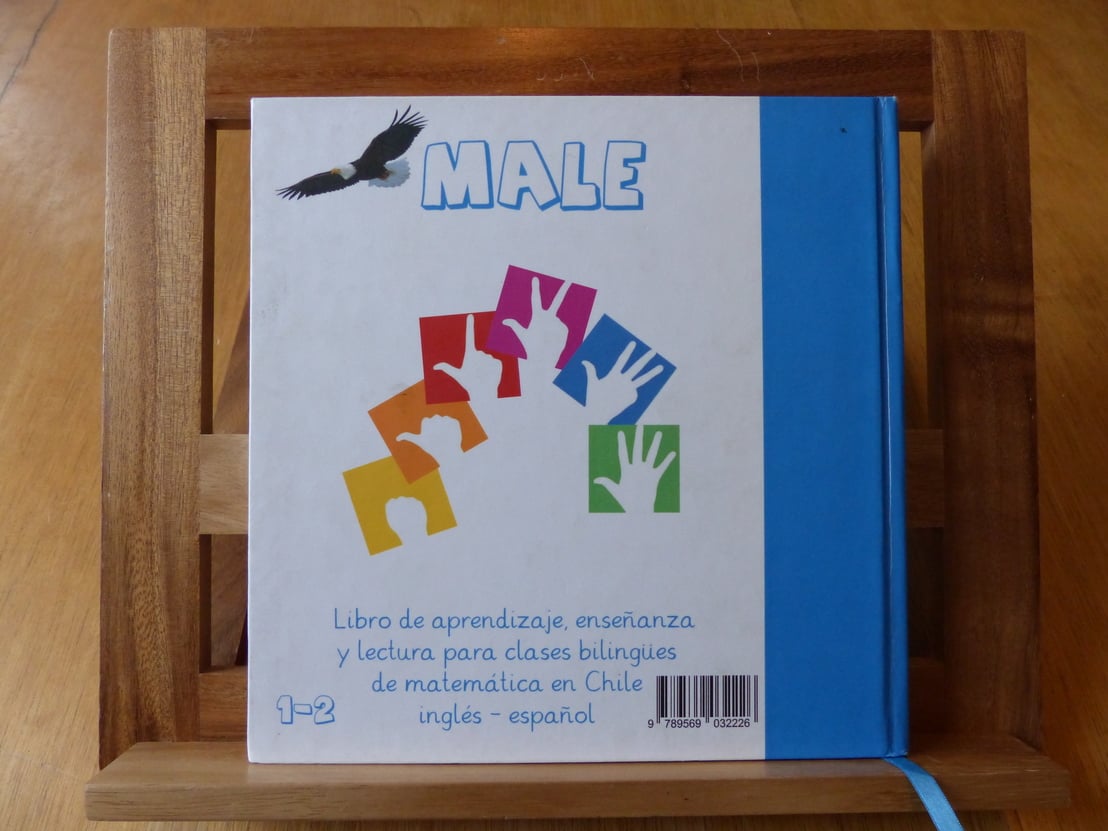 MALE
Libro de aprendizaje, enseñanza
y lectura para clases bilingües
de matemática en Chile
inglés - español
1-2
9 789569 032226